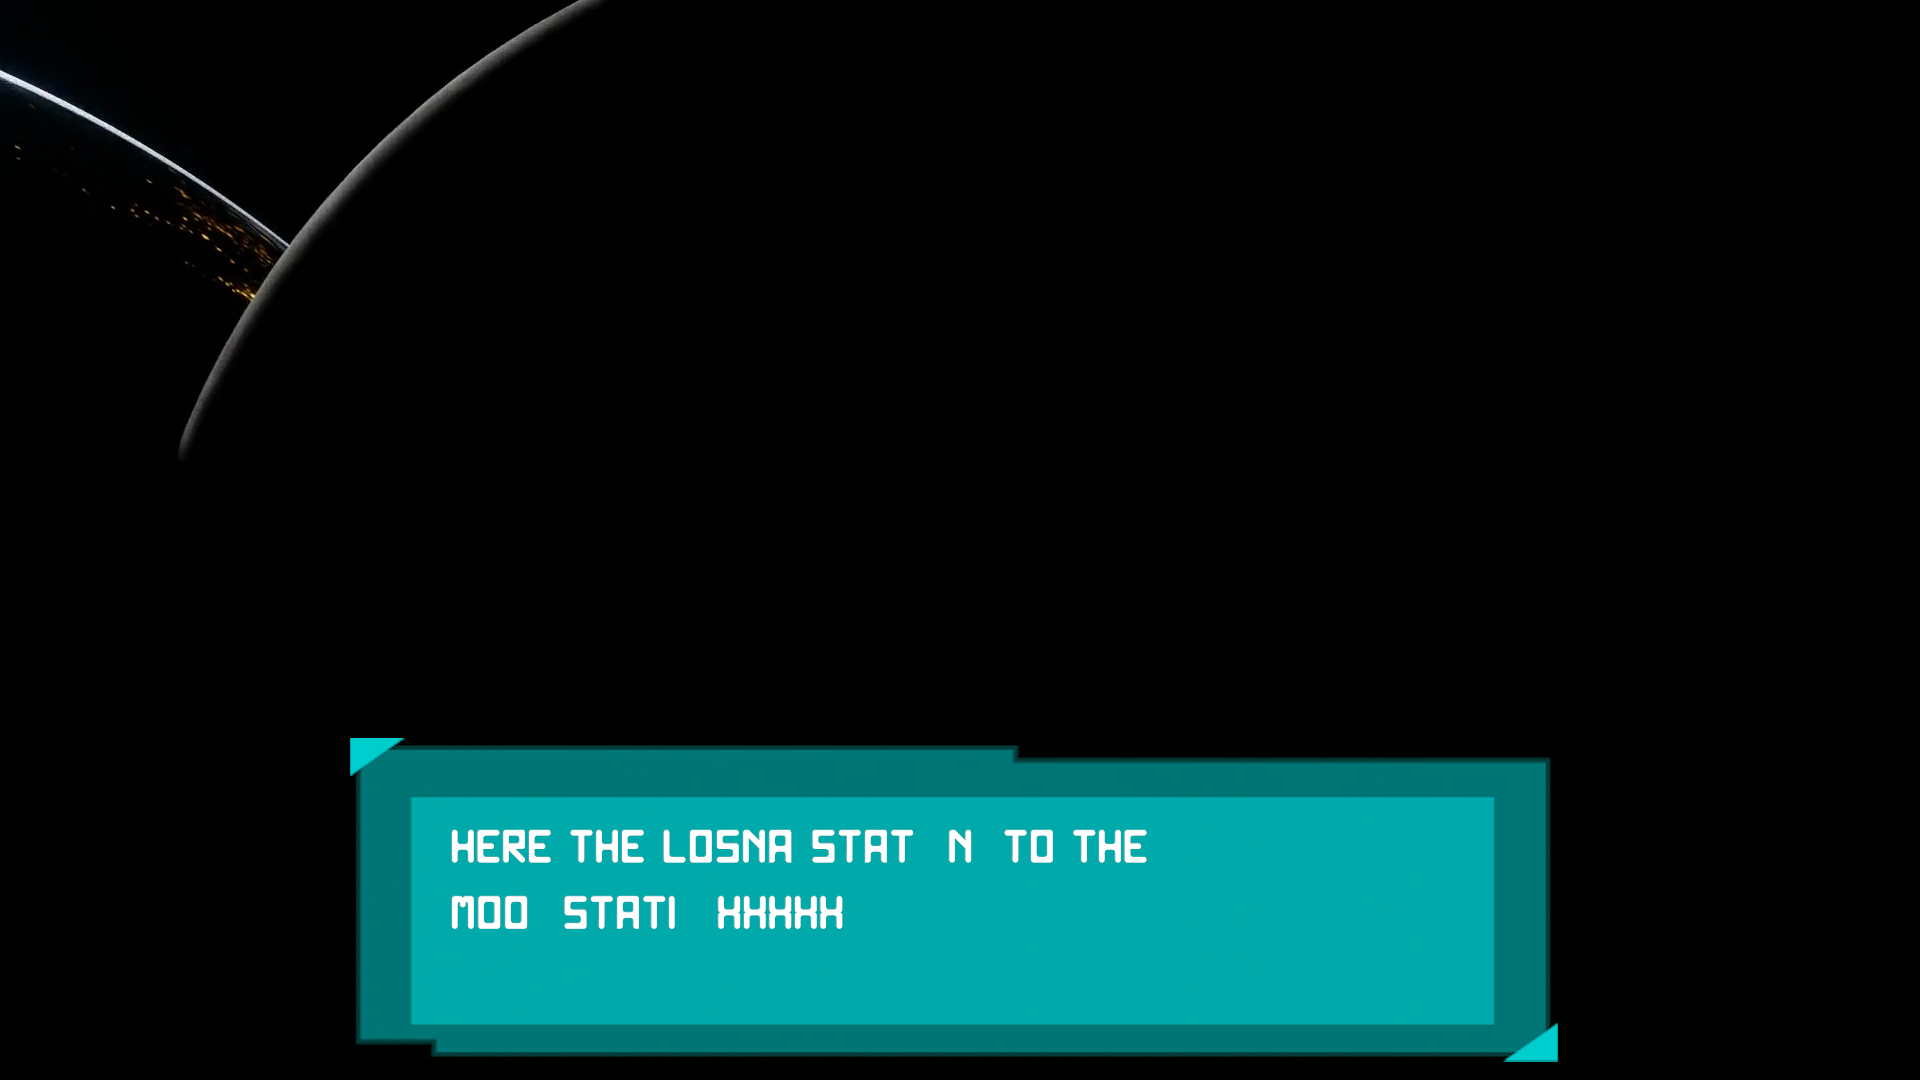 HERE THE LOSNA STAT  N  TO THE
MOO  STATI  XXXXX